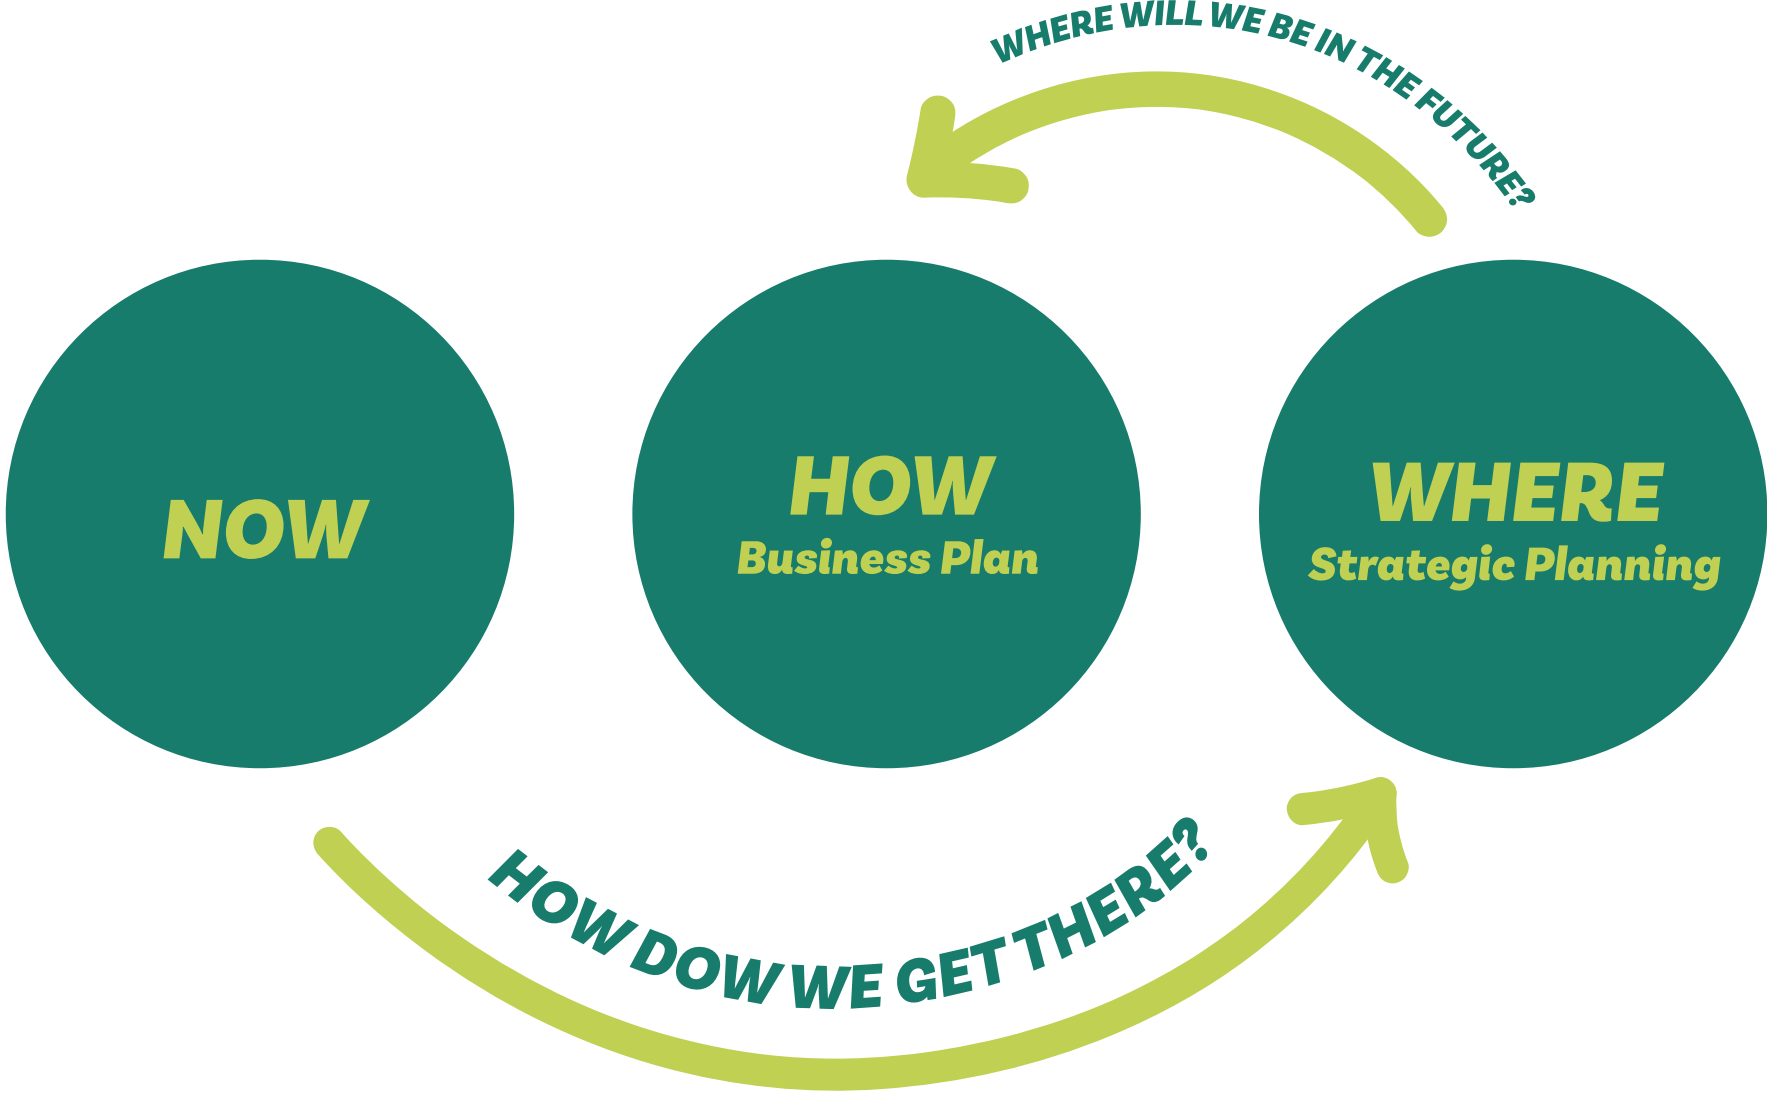 WHERE WILL WE BE IN THE FUTURE?
NOW
HOW
Business Plan
WHERE
Strategic Planning
HOW DOW WE GET THERE?